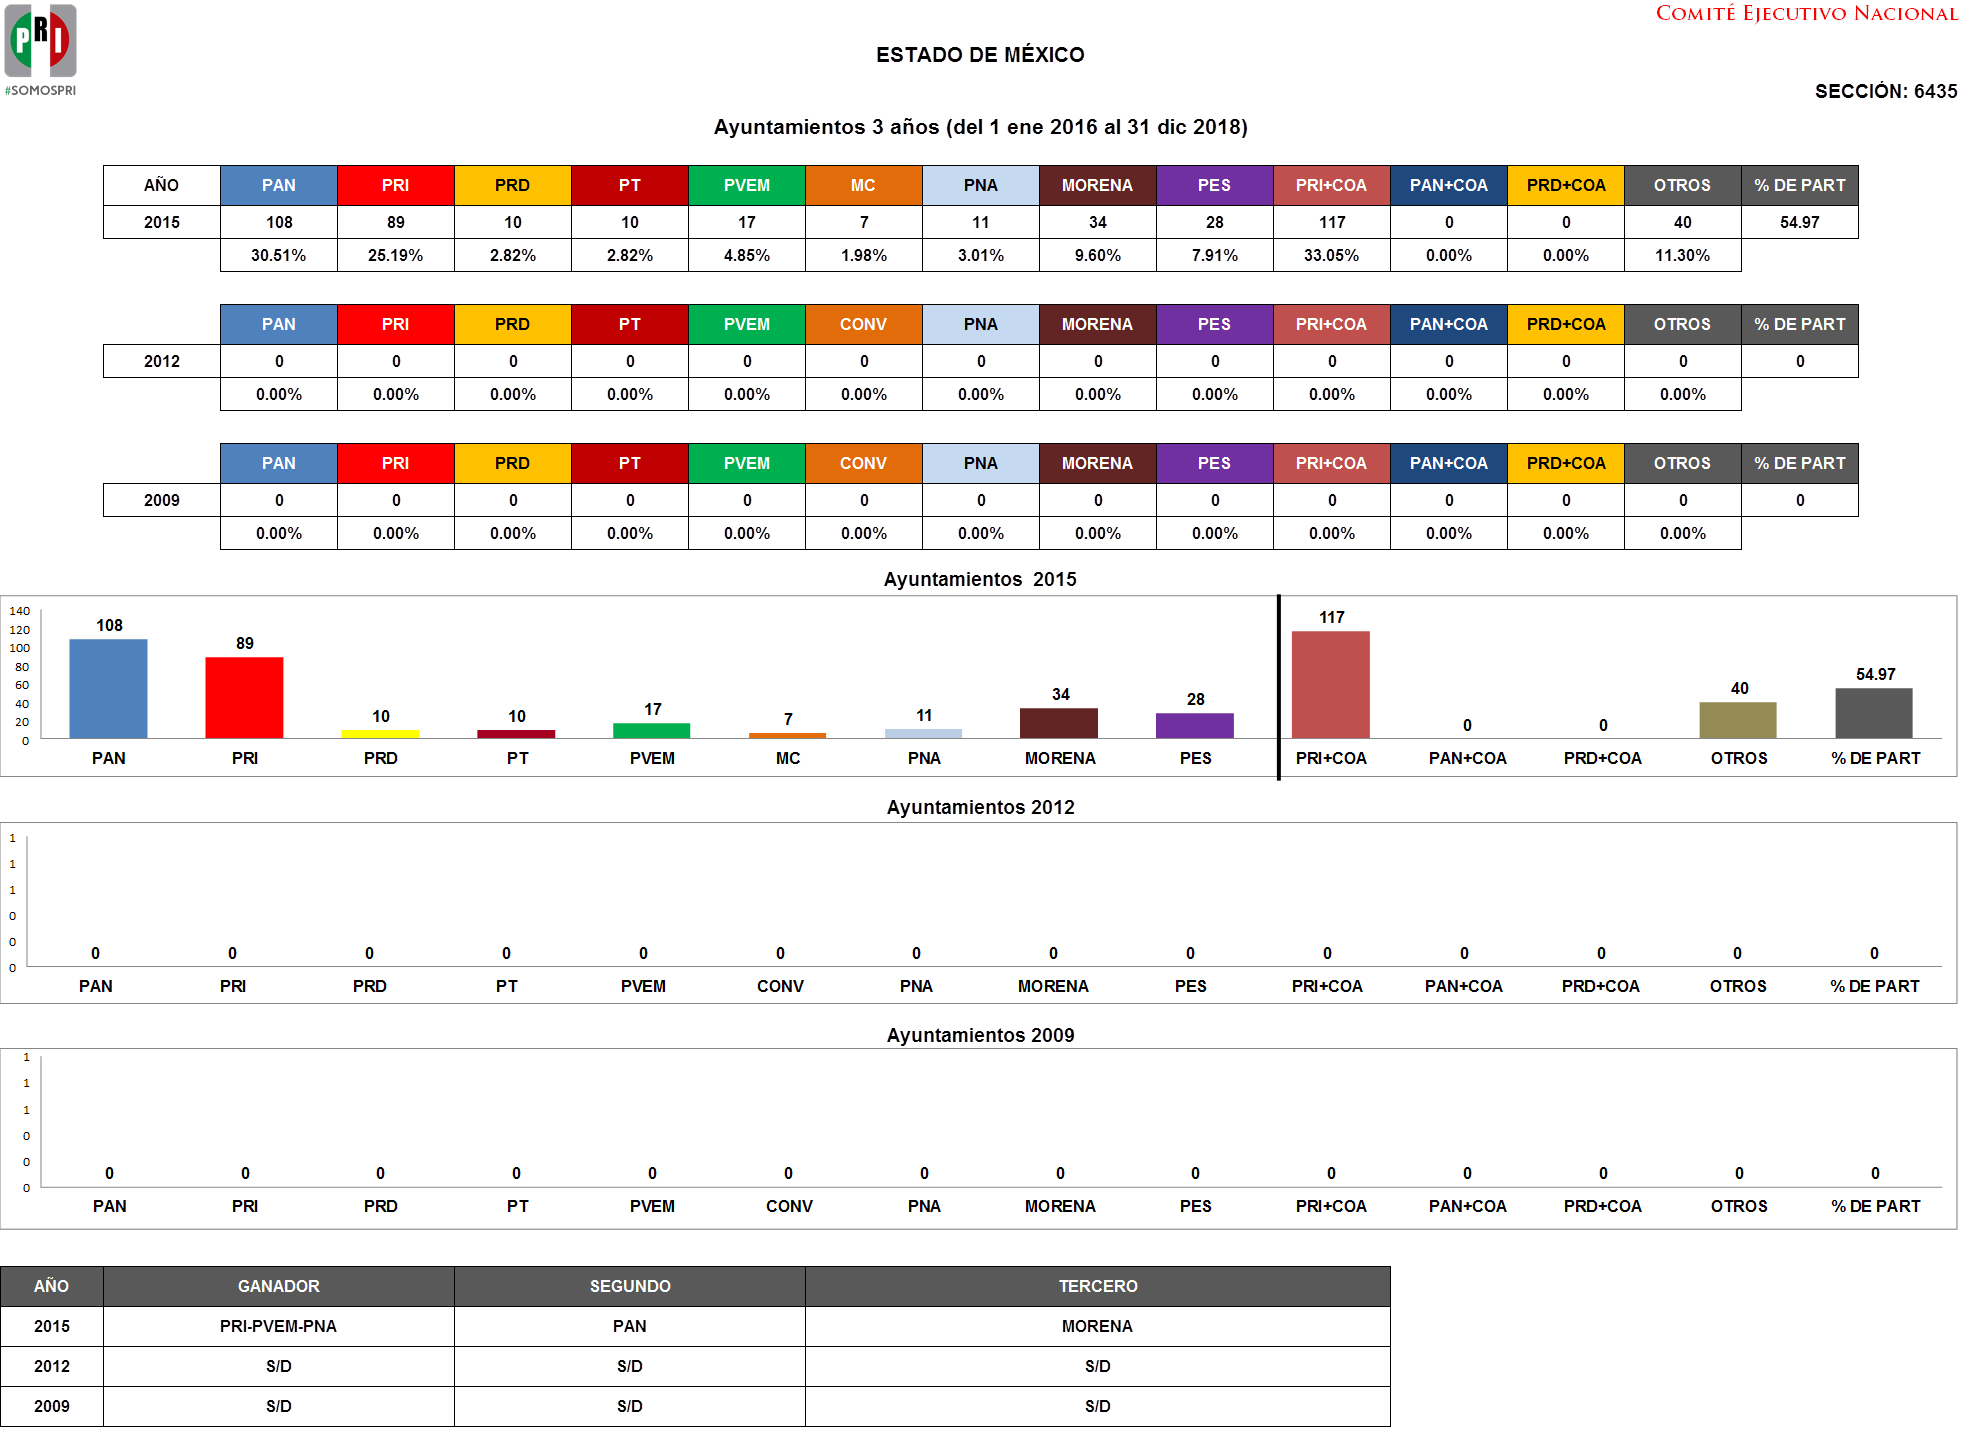 PRI
#SOMOSPRI
COMITÉ EJECUTIVO NACIONAL
ESTADO DE MÉXICO
SECCIÓN: 6435
Ayuntamientos 3 años (del 1 ene 2016 al 31 dic 2018)
AÑO PAN PRI PRD PT PVEM MC PNA MORENA PES PRI+COA PAN+COA PRD+COA OTROS % DE PART
2015 108 89 10 10 17 7 11 34 28 117 0 0 40 54.97
30.51% 25.19% 2.82% 2.82% 4.85% 1.98% 3.01% 9.60% 7.91% 33.05% 0.00% 0.00% 11.30%
PAN PRI PRD PT PVEM CONV PNA MORENA PES PRI+COA PAN+COA PRD+COA OTROS % DE PART
2012 0 0 0 0 0 0 0 0 0 0 0 0 0 0
0.00% 0.00% 0.00% 0.00% 0.00% 0.00% 0.00% 0.00% 0.00% 0.00% 0.00% 0.00% 0.00%
PAN PRI PRD PT PVEM CONV PNA MORENA PES PRI+COA PAN+COA PRD+COA OTROS % DE PART
2009 0 0 0 0 0 0 0 0 0 0 0 0 0 0
0.00% 0.00% 0.00% 0.00% 0.00% 0.00% 0.00% 0.00% 0.00% 0.00% 0.00% 0.00% 0.00%
Ayuntamientos 2015
140
120
100
80
60
40
20
0
108 89 10 10 17 7 11 34 28 117 0 0 40 54.97
PAN PRI PRD PT PVEM MC PNA MORENA PES PRI+COA PAN+COA PRD+COA OTROS % DE PART
Ayuntamientos 2012
1
1
1
0
0
0
0 0 0 0 0 0 0 0 0 0 0 0 0 0
PAN PRI PRD PT PVEM CONV PNA MORENA PES PRI+COA PAN+COA PRD+COA OTROS % DE PART
Ayuntamientos 2009
1
1
1
0
0
0
0 0 0 0 0 0 0 0 0 0 0 0 0 0
PAN PRI PRD PT PVEM CONV PNA MORENA PES PRI+COA PAN+COA PRD+COA OTROS % DE PART
AÑO GANADOR SEGUNDO TERCERO
2015 PRI-PVEM-PNA PAN MORENA
2012 S/D S/D S/D
2009 S/D S/D S/D